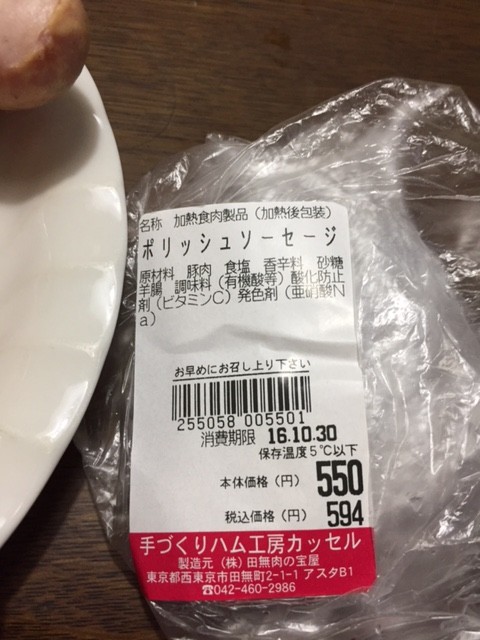 名称 加熱食肉製品(加熱後包装)
ポリッシュソーセージ
原材料 豚肉 食塩 香辛料 砂糖
羊腸 調味料(有機酸等)酸化防止
剤(ビタミンC)発色剤(亜硝酸N
a)
お早めにお召し上り下さい
255058 005501
消費期限 16.10.30
保存温度5℃以下
本体価格(円) 550
税込価格(円) 594
手づくりハム工房カッセル
製造元(株)田無肉の宝屋
東京都西東京市田無町2-1-1 アスタB1
☎042-460-2986